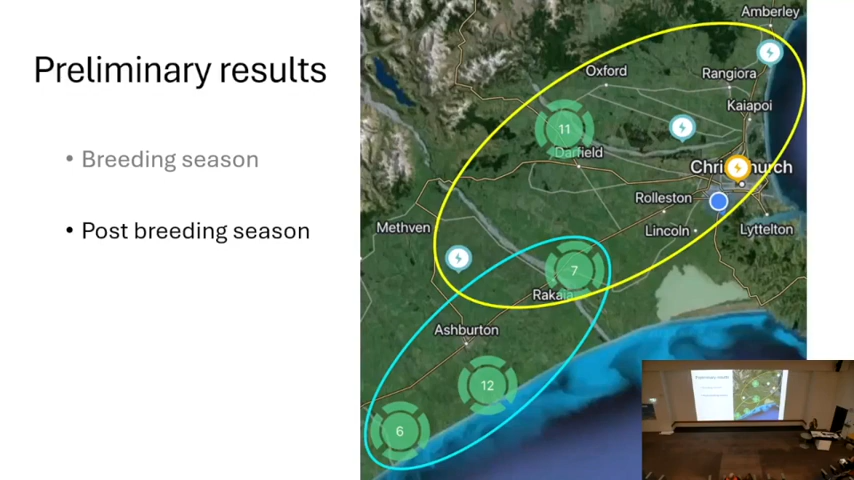 Preliminary results
• Breeding season
• Post breeding season
Amberley
Oxford
Rangiora
Kaiapoi
11
Darfield
Christchurch
Rolleston
Methven
Lincoln
Lyttelton
7
Rakaia
Ashburton
12
6